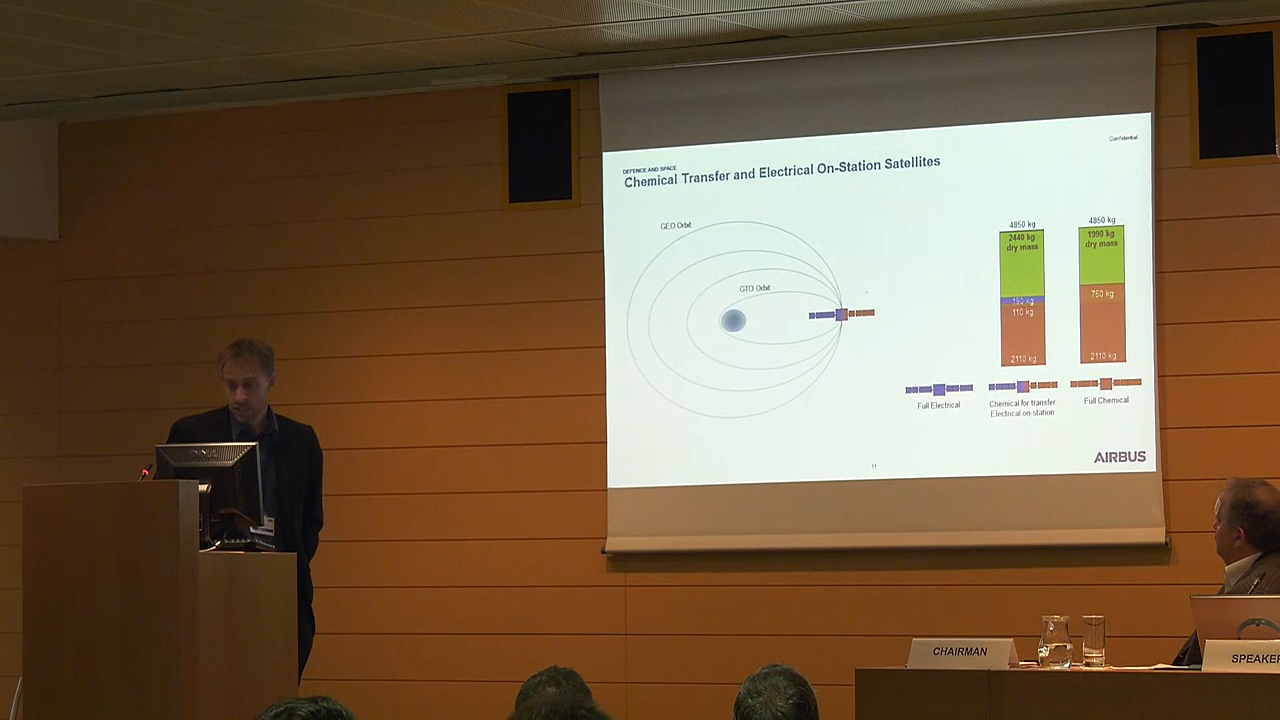 Confidential
DEFENCE AND SPACE
Chemical Transfer and Electrical On-Station Satellites
GEO Orbit
GTO Orbit
4850 kg
2440 kg
dry mass
110 kg
2110 kg
4850 kg
1990 kg
dry mass
750 kg
2110 kg
Full Electrical
Chemical for transfer
Electrical on-station
Full Chemical
11
AIRBUS
CHAIRMAN
SPEAKER